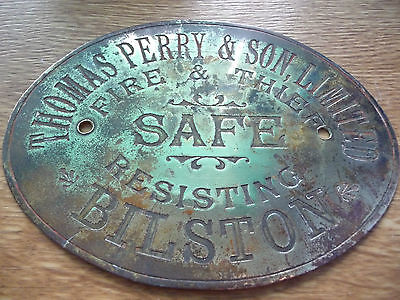 THOMAS PERRY & SON, LIMITED
FIRE & THIEF
SAFE
RESISTING
BILSTON